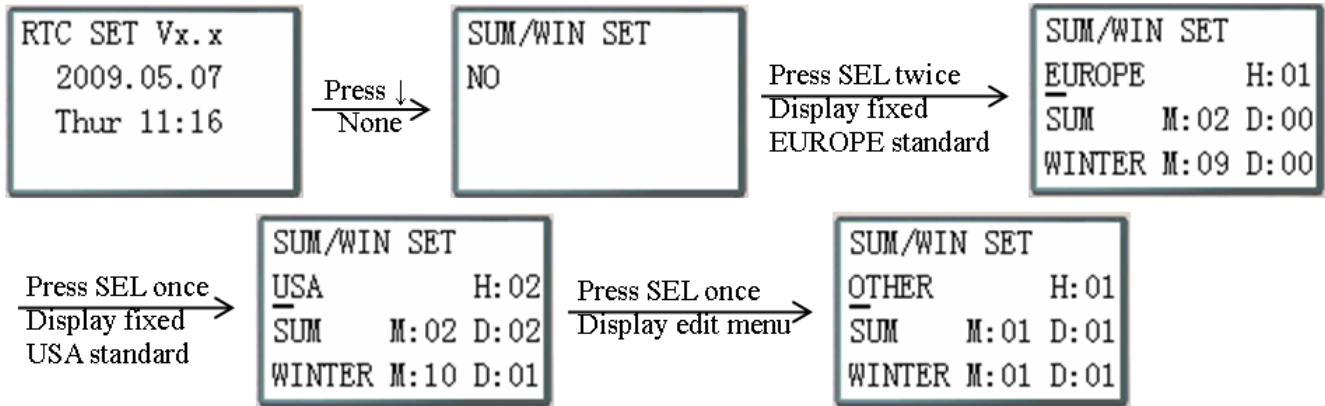 RTC SET Vx.x
2009.05.07
Thur 11:16
Press ↓
None
SUM/WIN SET
NO
Press SEL twice
Display fixed
EUROPE standard
SUM/WIN SET
EUROPE H:01
SUM M:02 D:00
WINTER M:09 D:00
Press SEL once
Display fixed
USA standard
SUM/WIN SET
USA H:02
SUM M:02 D:02
WINTER M:10 D:01
Press SEL once
Display edit menu
SUM/WIN SET
OTHER H:01
SUM M:01 D:01
WINTER M:01 D:01